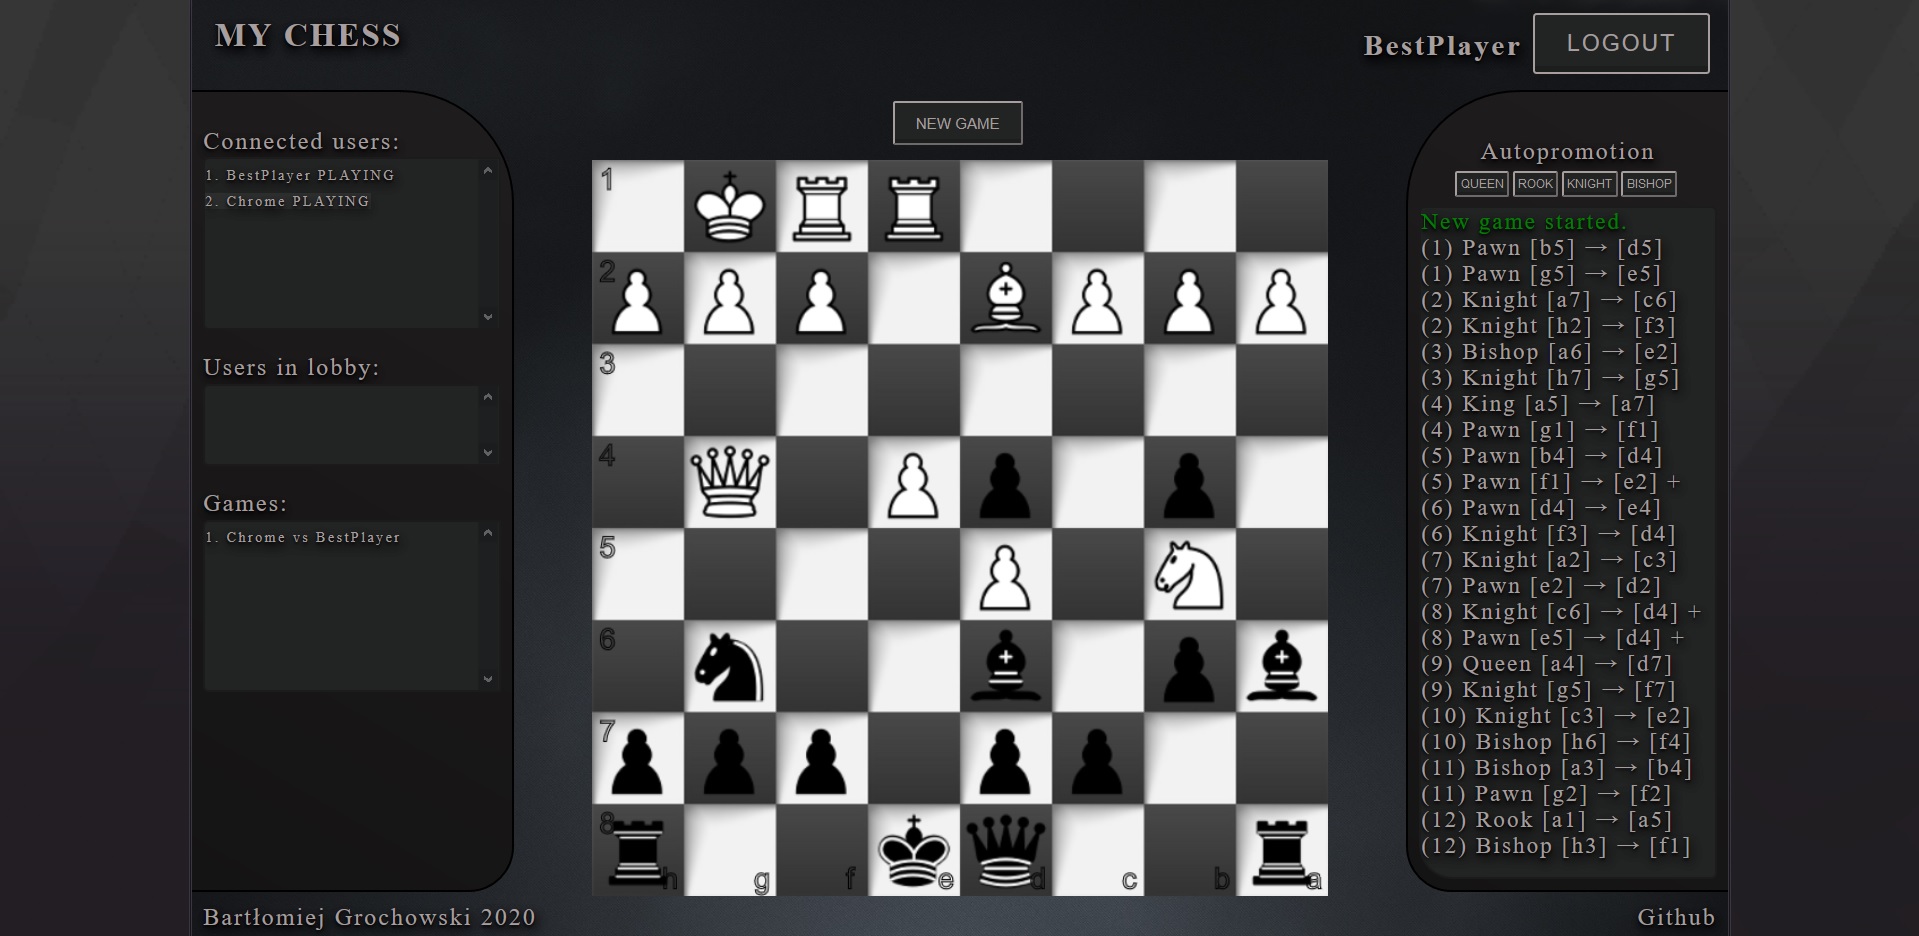 MY CHESS
BestPlayer
LOGOUT
Connected users:
1. BestPlayer PLAYING
2. Chrome PLAYING
Users in lobby:
Games:
1. Chrome vs BestPlayer
NEW GAME
1
2
3
4
5
6
7
8
h g f e d c b a
Autopromotion
QUEEN ROOK KNIGHT BISHOP
New game started.
(1) Pawn [b5] → [d5]
(1) Pawn [g5] → [e5]
(2) Knight [a7] → [c6]
(2) Knight [h2] → [f3]
(3) Bishop [a6] → [e2]
(3) Knight [h7] → [g5]
(4) King [a5] → [a7]
(4) Pawn [g1] → [f1]
(5) Pawn [b4] → [d4]
(5) Pawn [f1] → [e2] +
(6) Pawn [d4] → [e4]
(6) Knight [f3] → [d4]
(7) Knight [a2] → [c3]
(7) Pawn [e2] → [d2]
(8) Knight [c6] → [d4] +
(8) Pawn [e5] → [d4] +
(9) Queen [a4] → [d7]
(9) Knight [g5] → [f7]
(10) Knight [c3] → [e2]
(10) Bishop [h6] → [f4]
(11) Bishop [a3] → [b4]
(11) Pawn [g2] → [f2]
(12) Rook [a1] → [a5]
(12) Bishop [h3] → [f1]
Bartłomiej Grochowski 2020
Github